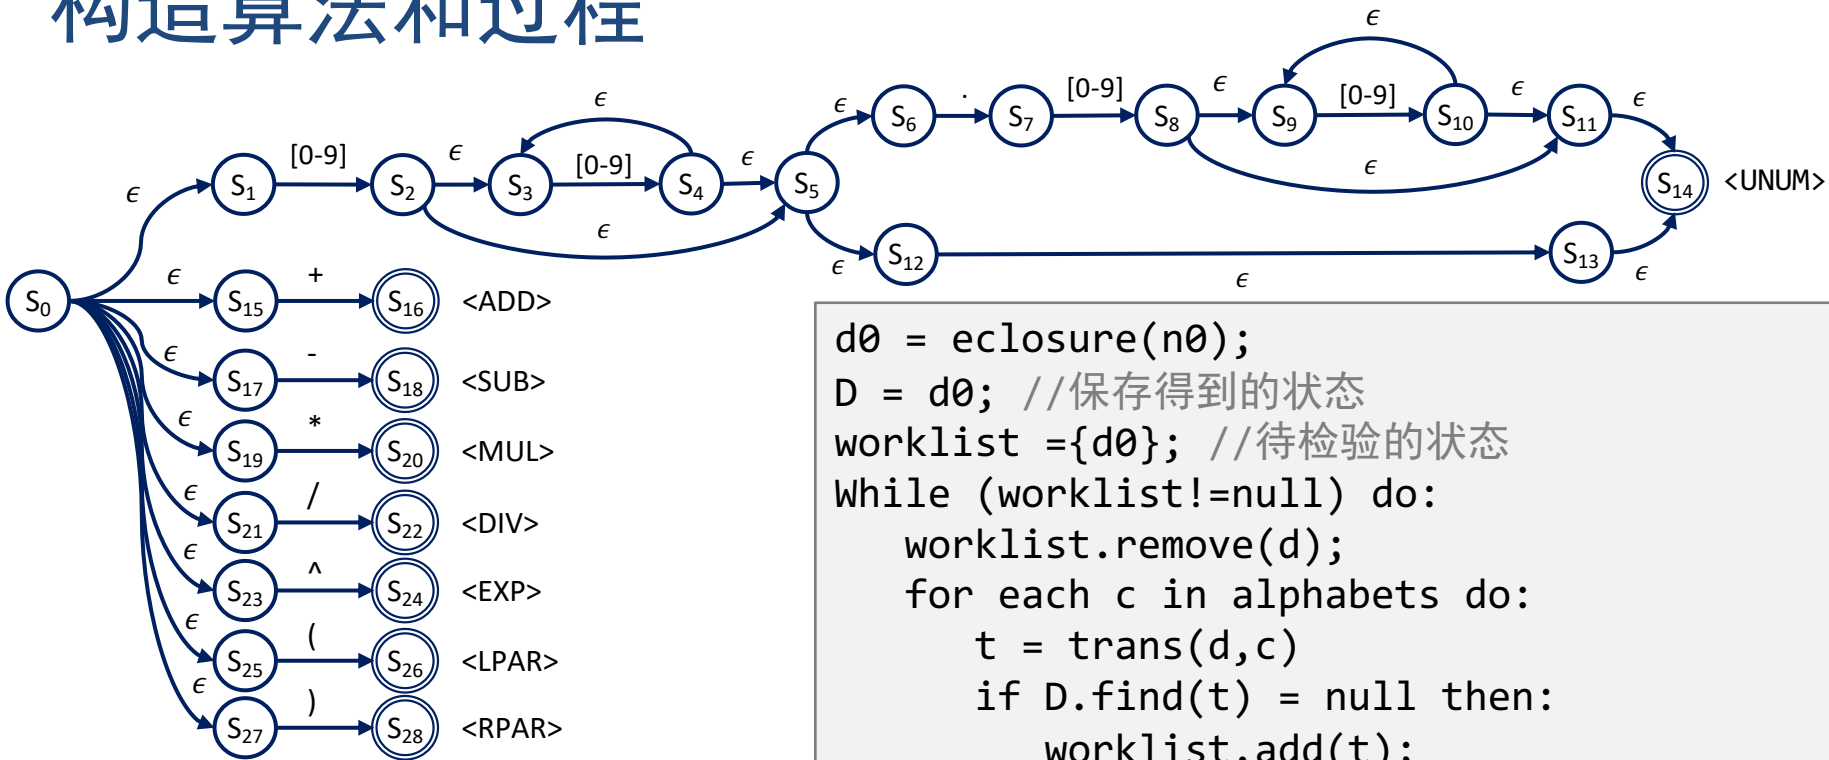 构造算法和过程
ϵ
ϵ [0-9] ϵ [0-9] ϵ
S6 . S7 [0-9] S8 ϵ S9 [0-9] S10 ϵ S11 ϵ
ϵ S1 [0-9] S2 ϵ S3 [0-9] S4 ϵ S5 ϵ S14 <UNUM>
ϵ
ϵ S12 ϵ S13 ϵ
S0 ϵ S15 + S16 <ADD>
ϵ S17 - S18 <SUB>
ϵ S19 * S20 <MUL>
ϵ S21 / S22 <DIV>
ϵ S23 ^ S24 <EXP>
ϵ S25 ( S26 <LPAR>
ϵ S27 ) S28 <RPAR>
d0 = eclosure(n0);
D = d0; //保存得到的状态
worklist ={d0}; //待检验的状态
While (worklist!=null) do:
worklist.remove(d);
for each c in alphabets do:
t = trans(d,c)
if D.find(t) = null then:
worklist.add(t);